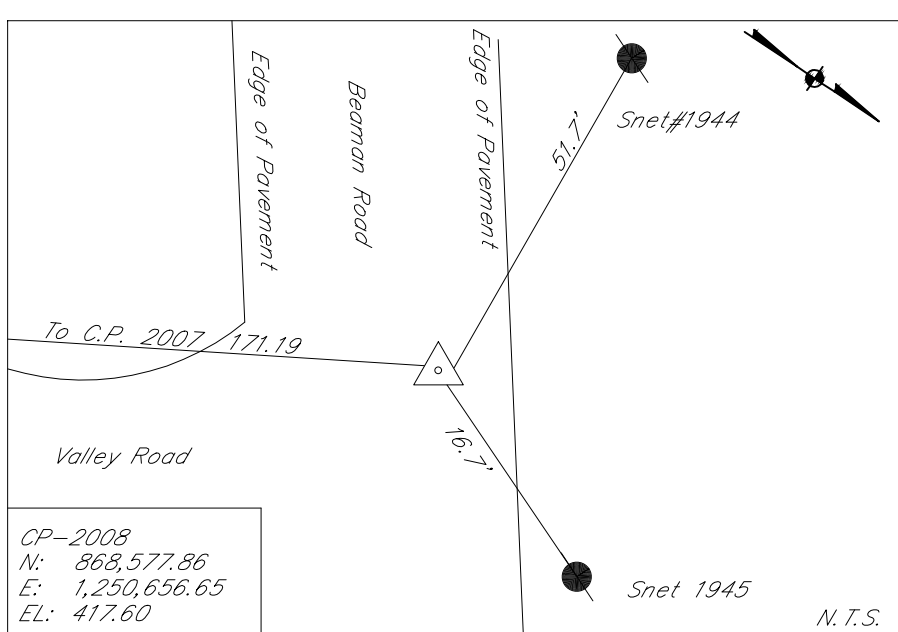 Edge of Pavement
Beaman Road
Edge of Pavement
Snet#1944
51.7'
To C.P. 2007 171.19
16.7'
Valley Road
CP-2008
N: 868,577.86
E: 1,250,656.65
EL: 417.60
Snet 1945
N.T.S.